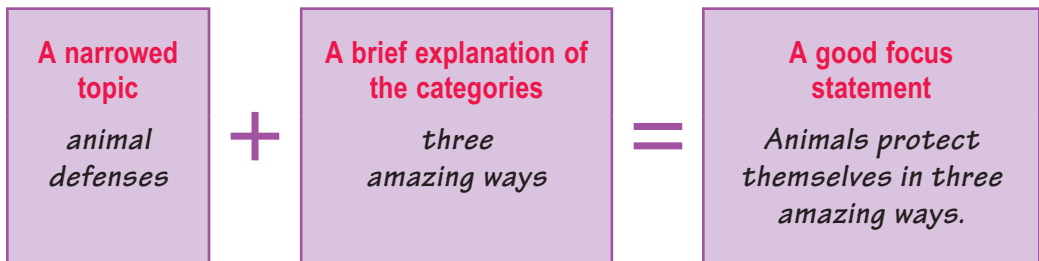 A narrowed
topic
animal
defenses
+
A brief explanation of
the categories
three
amazing ways
=
A good focus
statement
Animals protect
themselves in three
amazing ways.